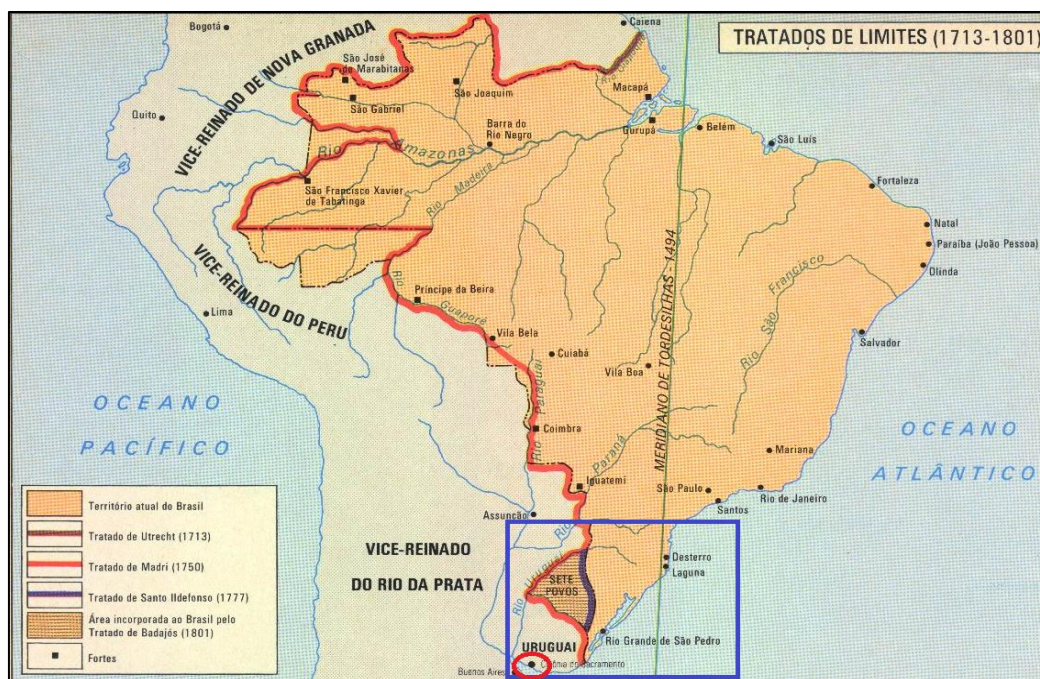 TRATADOS DE LIMITES (1713-1801)
Bogotá
Caiena
VICE-REINADO DE NOVA GRANADA
São José
de Marabitanas
São Joaquim
São Gabriel
Macapá
Quito
Barra do
Rio Negro
Gurupá
Belém
São Luís
Rio Amazonas
São Francisco Xavier
de Tabatinga
Rio Madeira
Fortaleza
Natal
Paraíba (João Pessoa)
Olinda
VICE-REINADO DO PERU
Lima
Príncipe da Beira
Rio Guaporé
Vila Bela
Cuiabá
Vila Boa
MERIDIANO DE TORDESILHAS - 1494
Rio São Francisco
Salvador
OCEANO
PACÍFICO
Rio Paraguai
Coimbra
Rio Paraná
Iguatemi
Mariana
OCEANO
ATLÂNTICO
São Paulo
Santos
Rio de Janeiro
Assunção
VICE-REINADO
DO RIO DA PRATA
Rio Uruguai
SETE
POVOS
Desterro
Laguna
Rio Grande de São Pedro
URUGUAI
Colônia do Sacramento
Buenos Aires
Território atual do Brasil
Tratado de Utrecht (1713)
Tratado de Madri (1750)
Tratado de Santo Ildefonso (1777)
Área incorporada ao Brasil pelo
Tratado de Badajós (1801)
Fortes